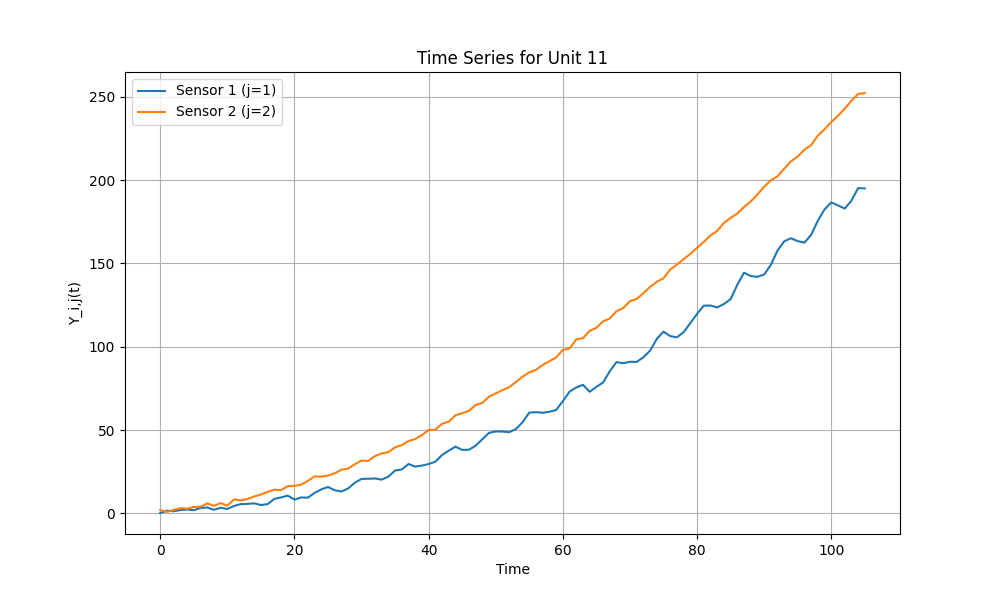 Time Series for Unit 11
Sensor 1 (j=1)
Sensor 2 (j=2)
Y_i,j(t)
250
200
150
100
50
0
0 20 40 60 80 100
Time